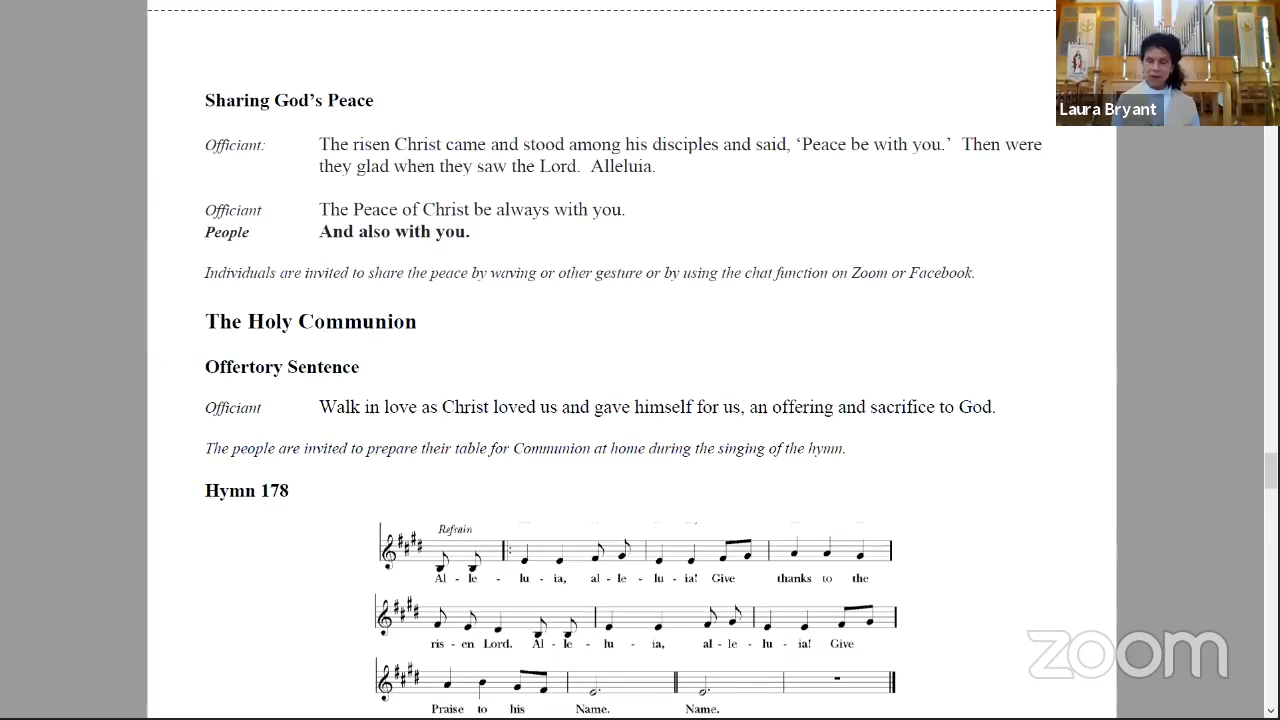 Sharing God's Peace
Officiant: The risen Christ came and stood among his disciples and said, 'Peace be with you.' Then were
they glad when they saw the Lord. Alleluia.
Officiant The Peace of Christ be always with you.
People And also with you.
Individuals are invited to share the peace by waving or other gesture or by using the chat function on Zoom or Facebook.
The Holy Communion
Offertory Sentence
Officiant Walk in love as Christ loved us and gave himself for us, an offering and sacrifice to God.
The people are invited to prepare their table for Communion at home during the singing of the hymn.
Hymn 178
Refrain
Al - le - lu - ia, al - le - lu - ia! Give thanks to the
ris - en Lord. Al - le - lu - ia, al - le - lu - ia! Give
Praise to his Name. Name.
Laura Bryant
zoom